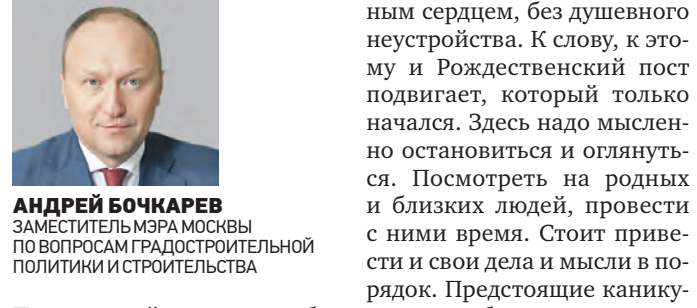 АНДРЕЙ БОЧКАРЕВ
ЗАМЕСТИТЕЛЬ МЭРА МОСКВЫ
ПО ВОПРОСАМ ГРАДОСТРОИТЕЛЬНОЙ
ПОЛИТИКИ И СТРОИТЕЛЬСТВА
ным сердцем, без душевного
неустройства. К слову, к это-
му и Рождественский пост
подвигает, который только
начался. Здесь надо мыслен-
но остановиться и оглянуть-
ся. Посмотреть на родных
и близких людей, провести
с ними время. Стоит приве-
сти и свои дела и мысли в по-
рядок. Предстоящие канику-